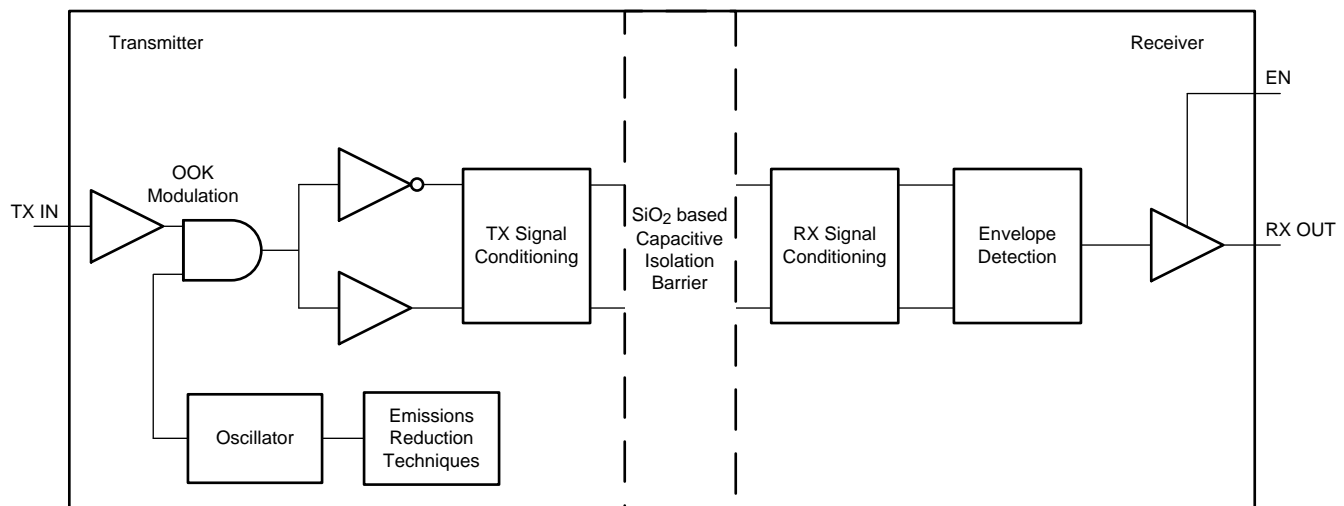 Transmitter
Receiver
EN
OOK
Modulation
TX IN
TX Signal
Conditioning
SiO2 based
Capacitive
Isolation
Barrier
RX Signal
Conditioning
Envelope
Detection
RX OUT
Oscillator
Emissions
Reduction
Techniques